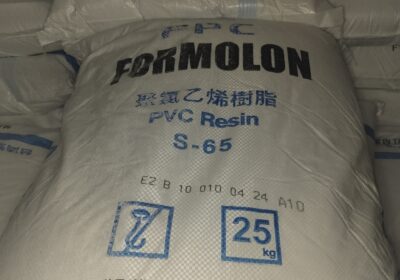 FPC
FORMOLON
聚氯乙烯樹脂
PVC Resin
S-65
E2 B 10 010 04 24 A10
25
kg